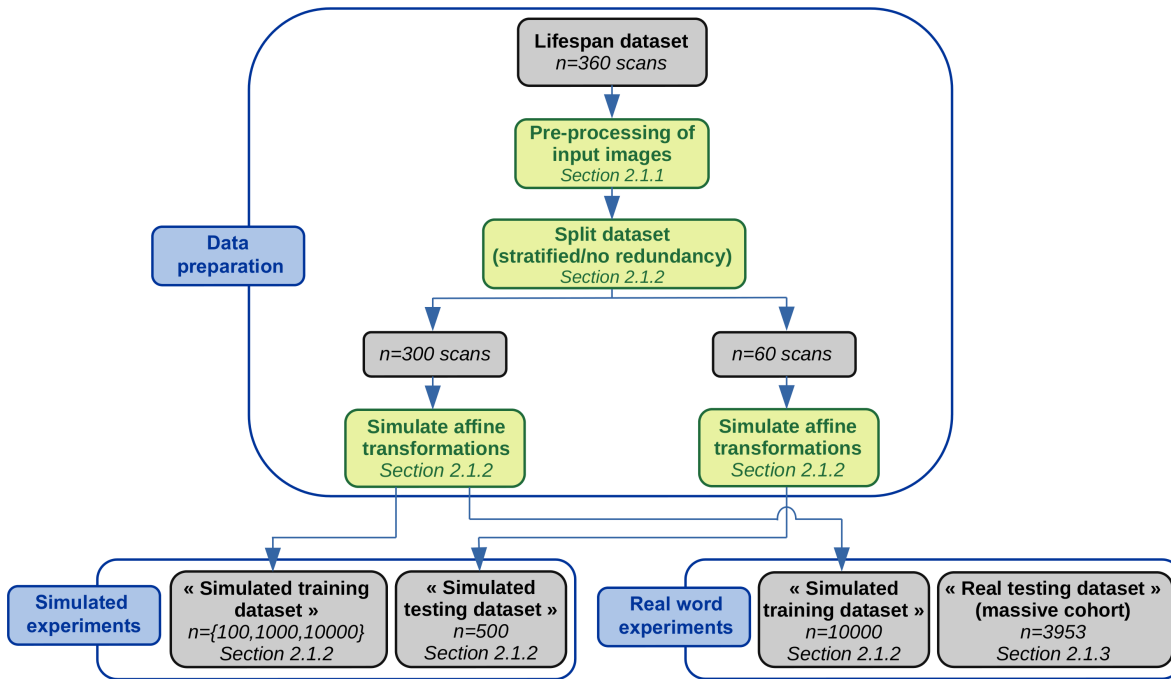 Lifespan dataset
n=360 scans
Pre-processing of
input images
Section 2.1.1
Split dataset
(stratified/no redundancy)
Section 2.1.2
Data
preparation
n=300 scans
n=60 scans
Simulate affine
transformations
Section 2.1.2
Simulate affine
transformations
Section 2.1.2
Simulated
experiments
« Simulated training
dataset »
n={100,1000,10000}
Section 2.1.2
« Simulated
testing dataset »
n=500
Section 2.1.2
Real word
experiments
« Simulated
training dataset »
n=10000
Section 2.1.2
« Real testing dataset »
(massive cohort)
n=3953
Section 2.1.3